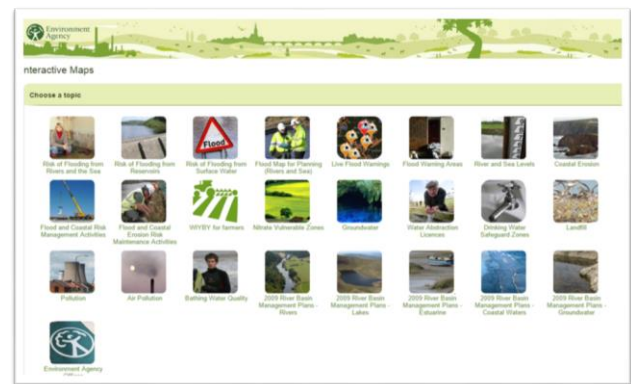 Environment
Agency
nteractive Maps
Choose a topic
Risk of Flooding from
Rivers and the Sea
Risk of Flooding from
Reservoirs
Flood
Risk of Flooding from
Surface Water
Flood Map for Planning
(Rivers and Sea)
Live Flood Warnings
Flood Warning Areas
River and Sea Levels
Coastal Erosion
Flood and Coastal Risk
Management Activities
Flood and Coastal
Erosion Risk
Maintenance Activities
WIYBY for farmers
Nitrate Vulnerable Zones
Groundwater
Water Abstraction
Licences
Drinking Water
Safeguard Zones
Landfill
Pollution
Air Pollution
Bathing Water Quality
2009 River Basin
Management Plans -
Rivers
2009 River Basin
Management Plans -
Lakes
2009 River Basin
Management Plans -
Estuarine
2009 River Basin
Management Plans -
Coastal Waters
2009 River Basin
Management Plans -
Groundwater
Environment Agency